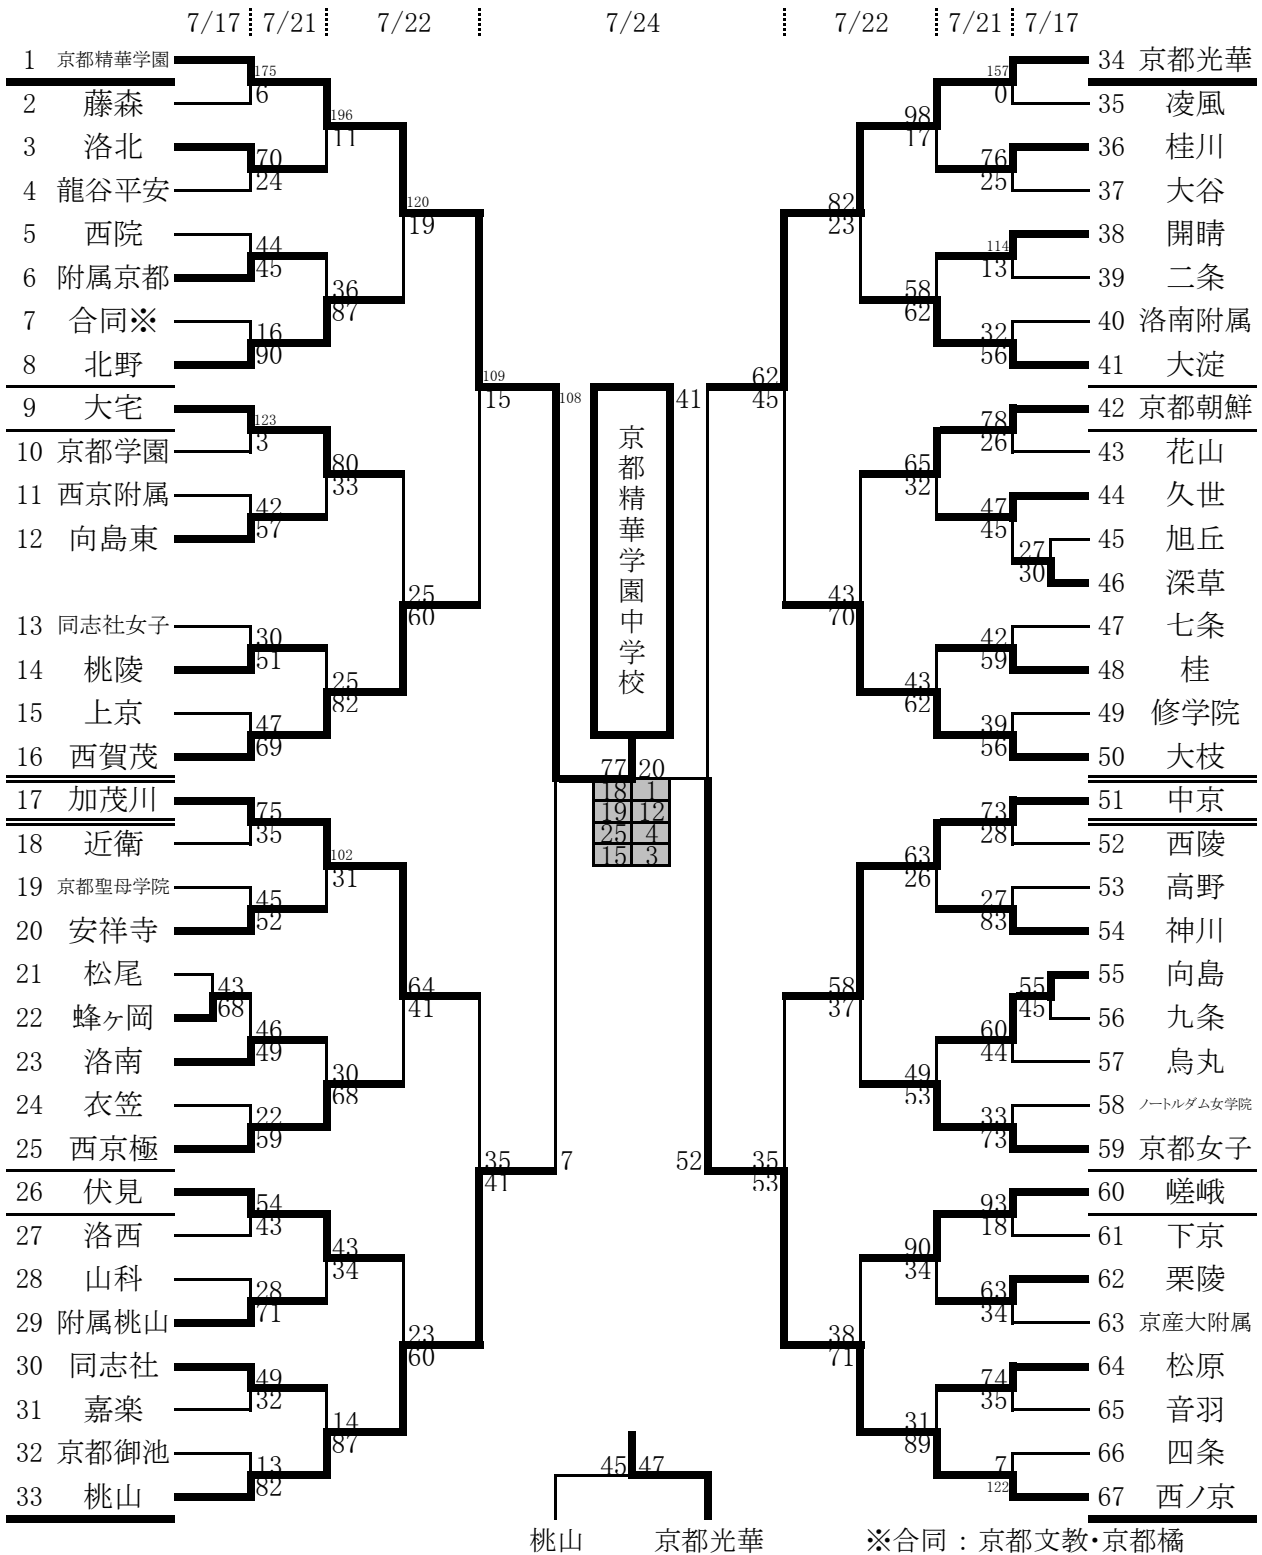 7/17 7/21 7/22 7/24 7/22 7/21 7/17
1 京都精華学園
2 藤森
3 洛北
4 龍谷平安
5 西院
6 附属京都
7 合同※
8 北野
9 大宅
10 京都学園
11 西京附属
12 向島東
13 同志社女子
14 桃陵
15 上京
16 西賀茂
17 加茂川
18 近衛
19 京都聖母学院
20 安祥寺
21 松尾
22 蜂ヶ岡
23 洛南
24 衣笠
25 西京極
26 伏見
27 洛西
28 山科
29 附属桃山
30 同志社
31 嘉楽
32 京都御池
33 桃山
175
6
70
24
44
45
16
90
123
3
42
57
30
51
47
69
75
35
45
52
43
68
46
49
22
59
54
43
28
71
49
32
13
82
196
11
36
87
80
33
25
82
102
31
30
68
43
34
14
87
120
19
25
60
64
41
23
60
109
15
35
41
108
7
京都精華学園中学校
77 20
18 1
19 12
25 4
15 3
41
52
62
45
35
53
82
23
43
70
58
37
38
71
98
17
58
62
65
32
43
62
63
26
49
53
90
34
31
89
157
0
76
25
114
13
32
56
78
26
47
45
27
30
42
59
39
56
73
28
27
83
55
45
60
44
33
73
93
18
63
34
74
35
7
122
34 京都光華
35 凌風
36 桂川
37 大谷
38 開睛
39 二条
40 洛南附属
41 大淀
42 京都朝鮮
43 花山
44 久世
45 旭丘
46 深草
47 七条
48 桂
49 修学院
50 大枝
51 中京
52 西陵
53 高野
54 神川
55 向島
56 九条
57 烏丸
58 ノートルダム女学院
59 京都女子
60 嵯峨
61 下京
62 栗陵
63 京産大附属
64 松原
65 音羽
66 四条
67 西ノ京
45 47
桃山 京都光華
※合同：京都文教・京都橘